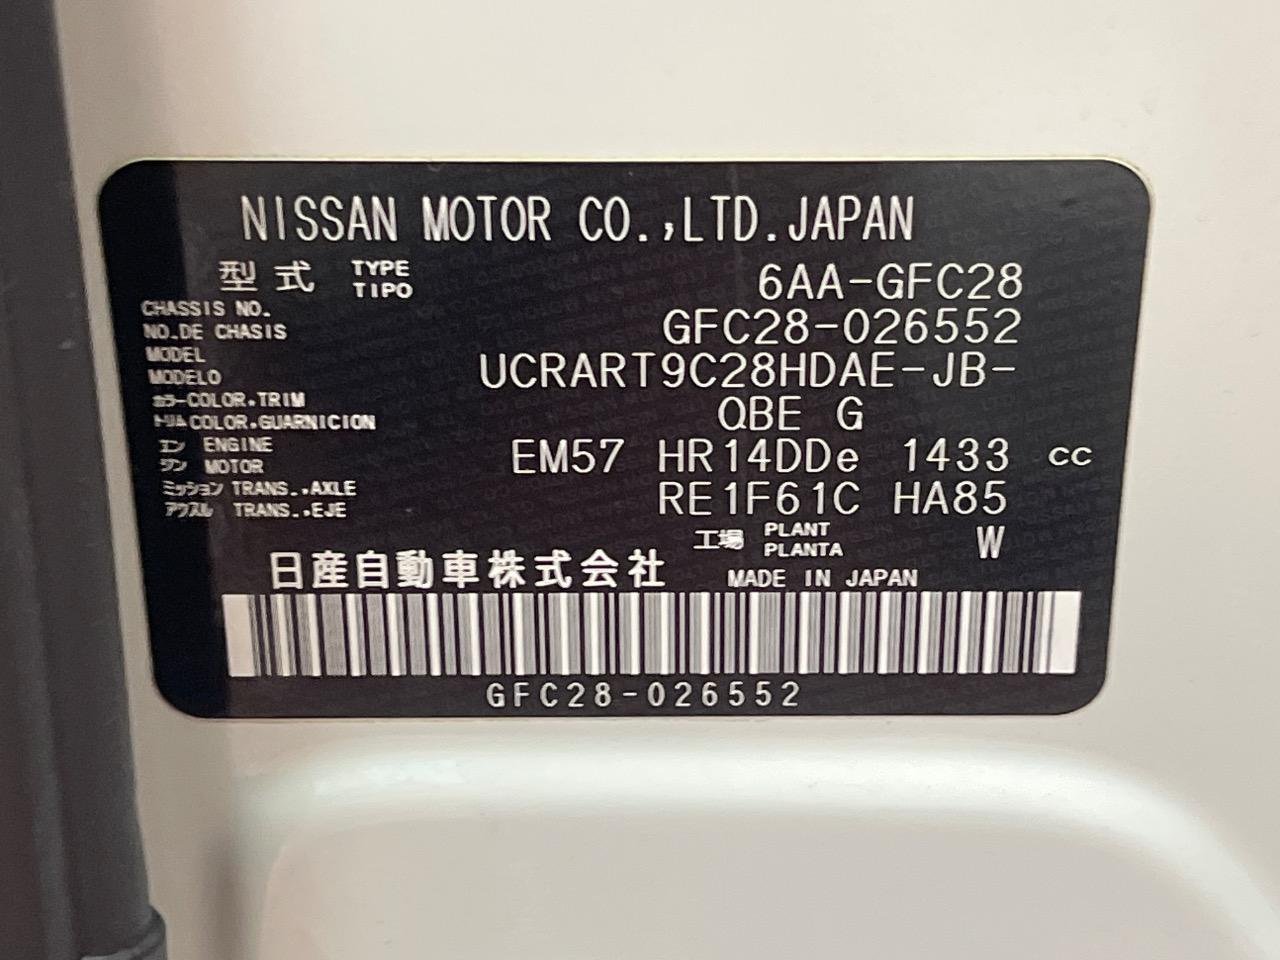 NISSAN MOTOR CO.,LTD.JAPAN
型式 TYPE TIPO 6AA-GFC28
CHASSIS NO. NO.DE CHASIS GFC28-026552
MODEL MODELO UCRART9C28HDAE-JB-
カラー COLOR.TRIM トリム COLOR.GUARNICION QBE G
エンジン ENGINE MOTOR EM57 HR14DDe 1433 cc
ミッション TRANS.,AXLE アクスル TRANS.,EJE RE1F61C HA85
工場 PLANT PLANTA W
日産自動車株式会社 MADE IN JAPAN
GFC28-026552